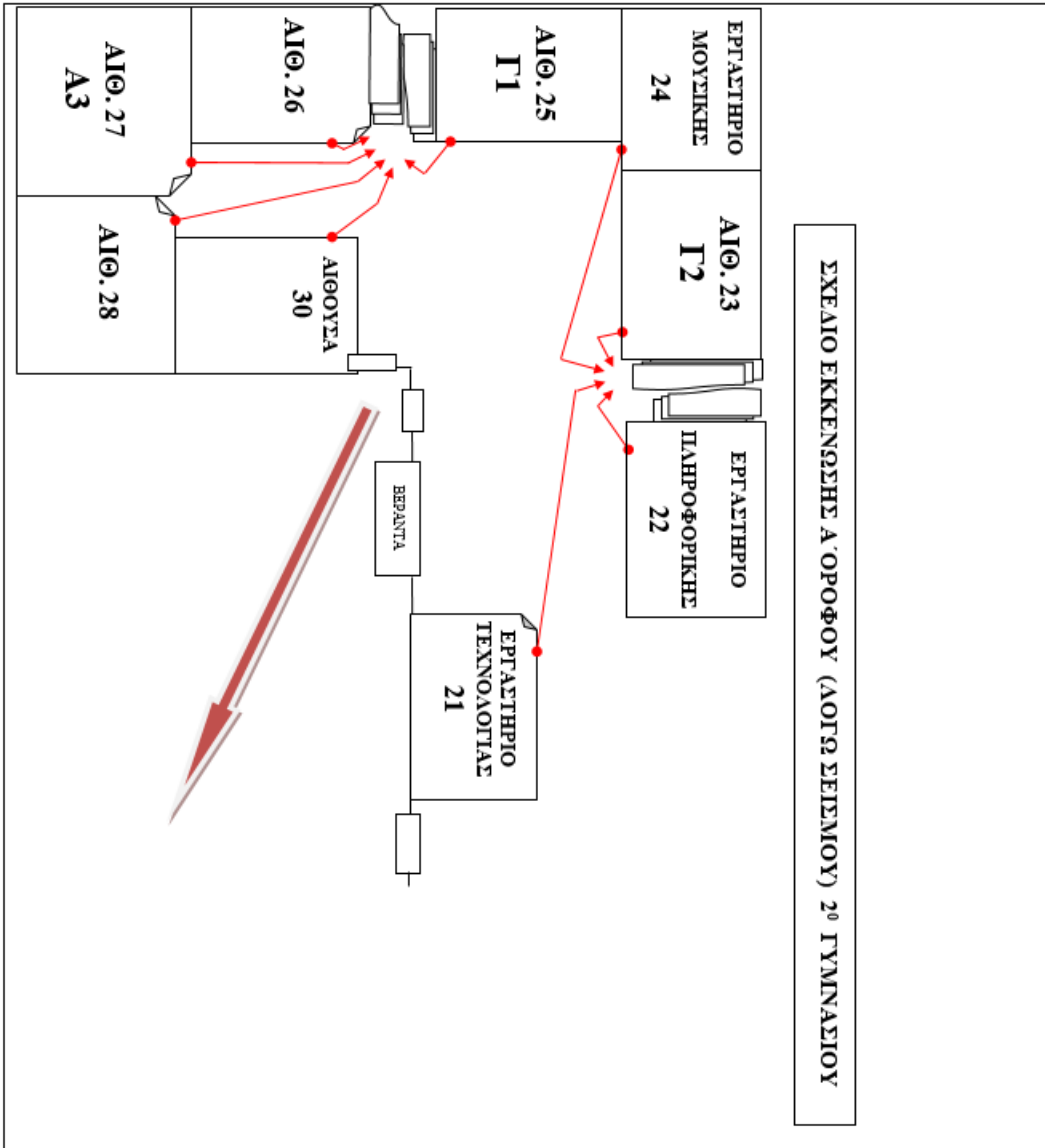 ΣΧΕΔΙΟ ΕΚΚΕΝΩΣΗΣ Α΄ΟΡΟΦΟΥ (ΛΟΓΩ ΣΕΙΣΜΟΥ) 2⁰ ΓΥΜΝΑΣΙΟΥ
ΕΡΓΑΣΤΗΡΙΟ
ΜΟΥΣΙΚΗΣ
24
ΑΙΘ. 23
Γ2
ΕΡΓΑΣΤΗΡΙΟ
ΠΛΗΡΟΦΟΡΙΚΗΣ
22
ΑΙΘ. 25
Γ1
ΕΡΓΑΣΤΗΡΙΟ
ΤΕΧΝΟΛΟΓΙΑΣ
21
ΒΕΡΑΝΤΑ
ΑΙΘ. 26
ΑΙΘΟΥΣΑ
30
ΑΙΘ. 27
Α3
ΑΙΘ. 28